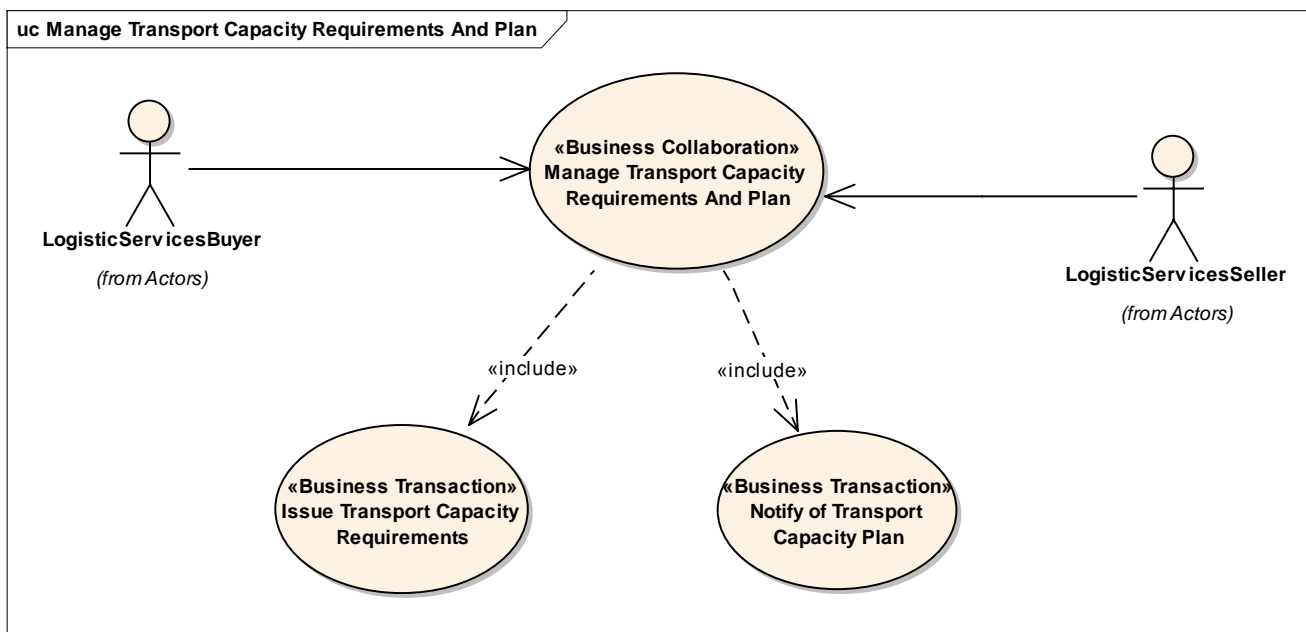 uc Manage Transport Capacity Requirements And Plan
«Business Collaboration»
Manage Transport Capacity
Requirements And Plan
LogisticServicesBuyer
(from Actors)
LogisticServicesSeller
(from Actors)
«include»
«include»
«Business Transaction»
Issue Transport Capacity
Requirements
«Business Transaction»
Notify of Transport
Capacity Plan